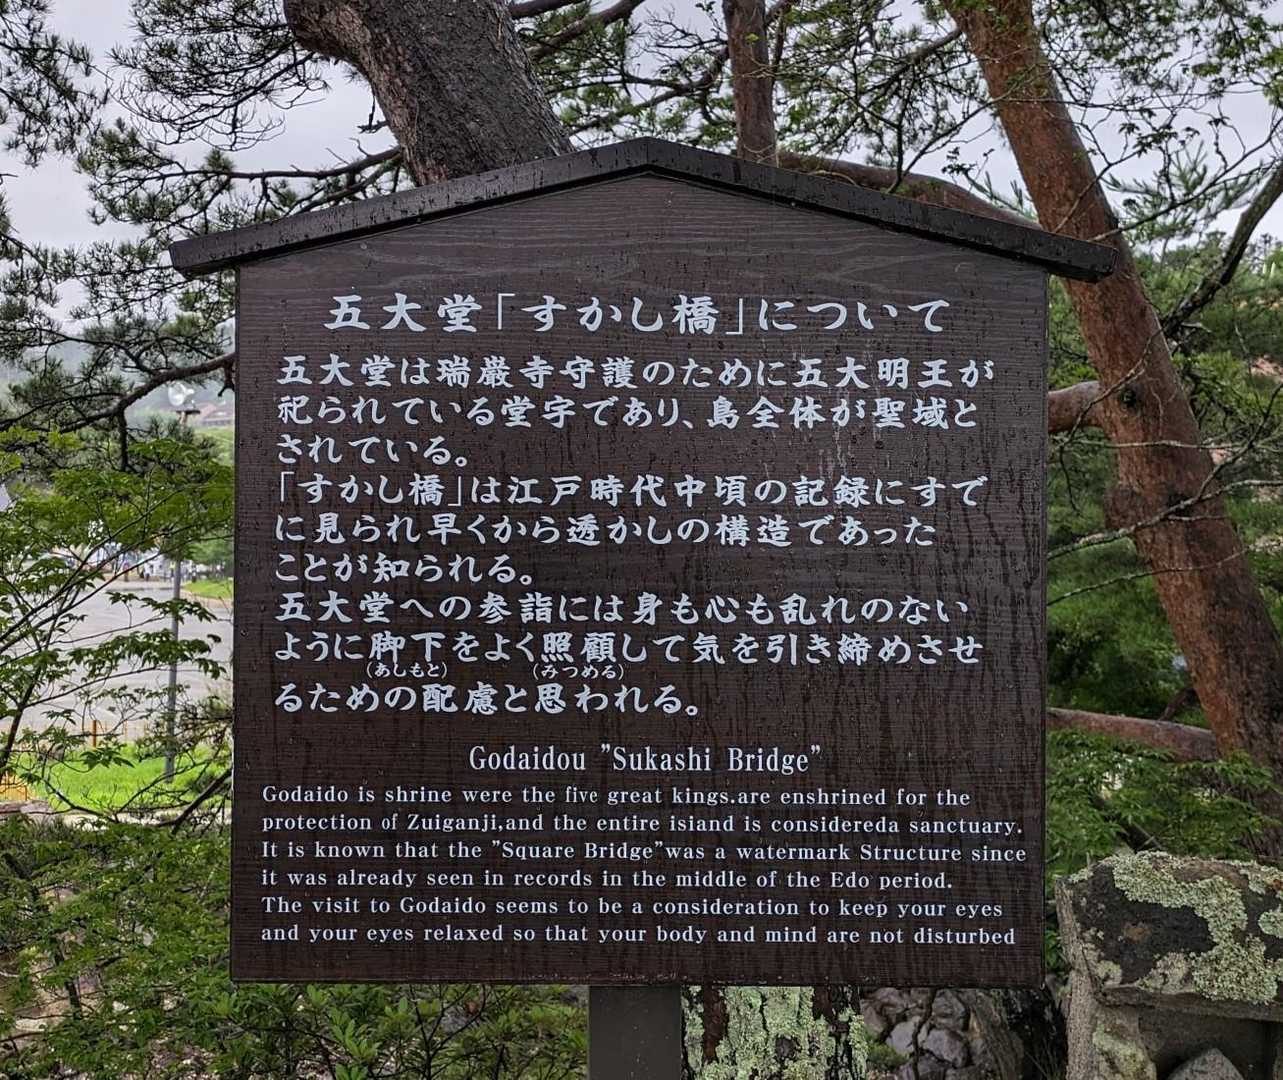 五大堂「すかし橋」について
五大堂は瑞厳寺守護のために五大明王が
祀られている堂宇であり、島全体が聖域と
されている。
「すかし橋」は江戸時代中頃の記録にすで
に見られ早くから透かしの構造であった
ことが知られる。
五大堂への参詣には身も心も乱れのない
ように脚下をよく照顧して気を引き締めさせ
(あしもと) (みつめる)
るための配慮と思われる。
Godaidou "Sukashi Bridge"
Godaido is shrine were the five great kings.are enshrined for the
protection of Zuiganji,and the entire island is considereda sanctuary.
It is known that the "Square Bridge"was a watermark Structure since
it was already seen in records in the middle of the Edo period.
The visit to Godaido seems to be a consideration to keep your eyes
and your eyes relaxed so that your body and mind are not disturbed